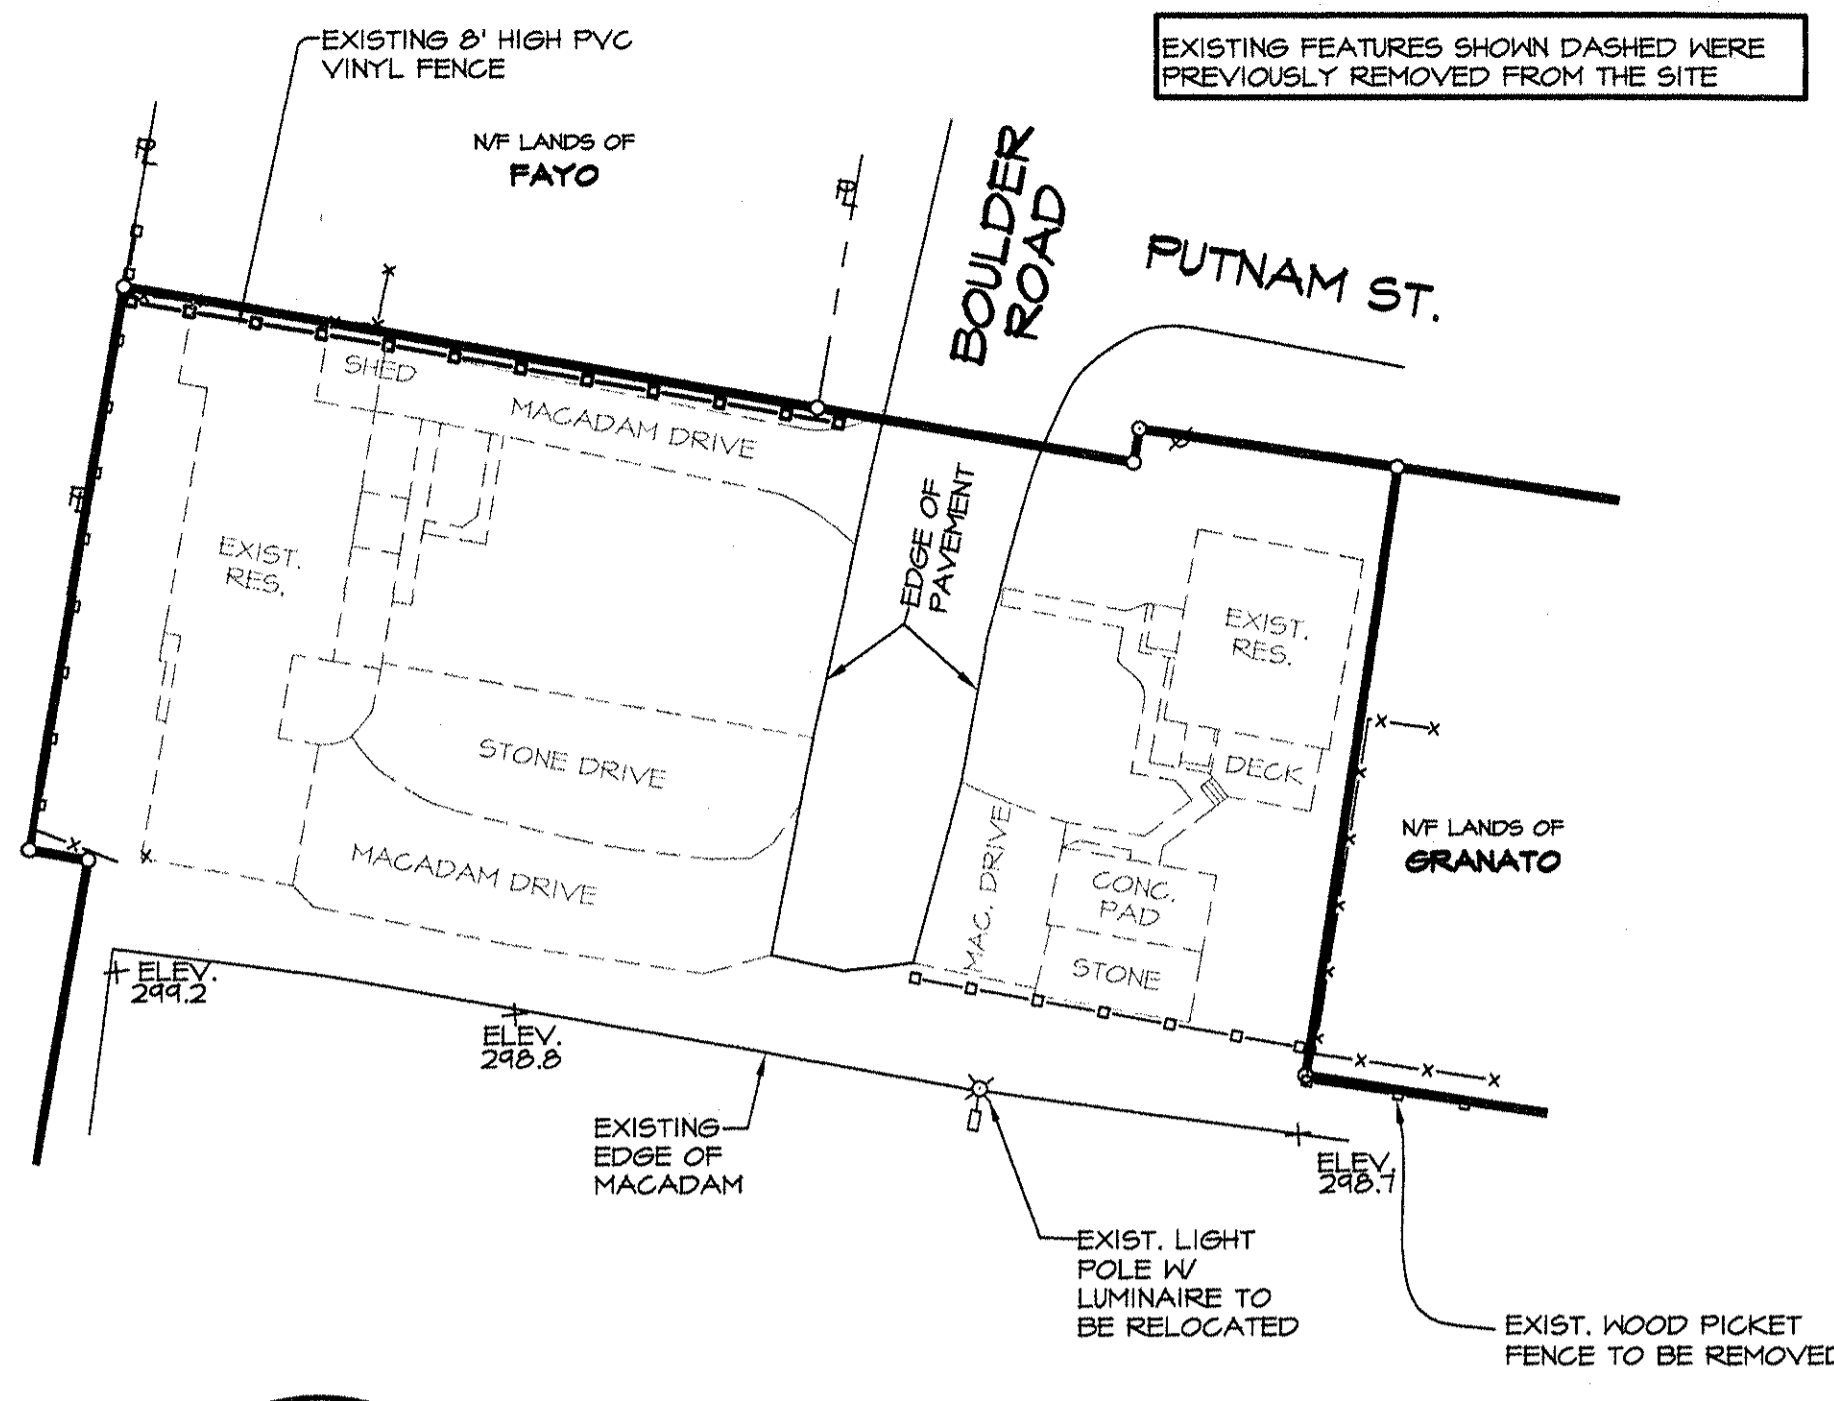 EXISTING 8' HIGH PVC
VINYL FENCE
EXISTING FEATURES SHOWN DASHED WERE
PREVIOUSLY REMOVED FROM THE SITE
N/F LANDS OF
FAYO
PL
PL
BOULDER
ROAD
PUTNAM ST.
SHED
MACADAM DRIVE
EDGE OF
PAVEMENT
PL
EXIST.
RES.
EXIST.
RES.
STONE DRIVE
DECK
MACADAM DRIVE
MAC. DRIVE
N/F LANDS OF
GRANATO
CONC.
PAD
STONE
ELEV.
299.2
ELEV.
298.8
EXISTING
EDGE OF
MACADAM
ELEV.
298.7
EXIST. LIGHT
POLE W/
LUMINAIRE TO
BE RELOCATED
EXIST. WOOD PICKET
FENCE TO BE REMOVED